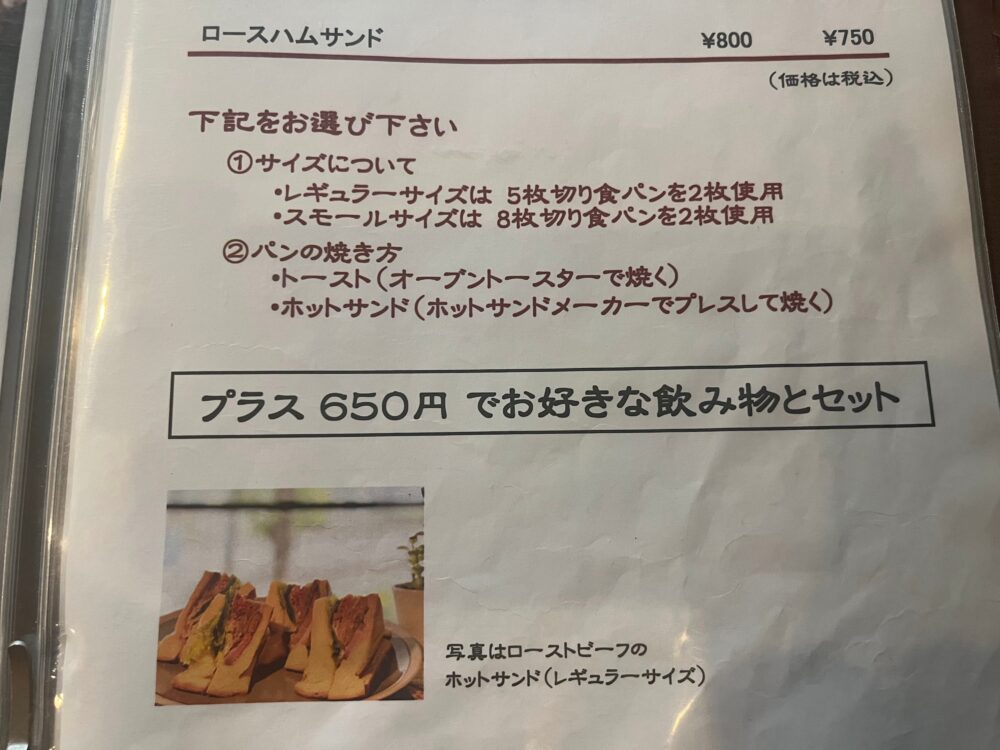 ロースハムサンド ¥800 ¥750
(価格は税込)
下記をお選び下さい
①サイズについて
・レギュラーサイズは 5枚切り食パンを2枚使用
・スモールサイズは 8枚切り食パンを2枚使用
②パンの焼き方
・トースト(オーブントースターで焼く)
・ホットサンド(ホットサンドメーカーでプレスして焼く)
プラス 650円 でお好きな飲み物とセット
写真はローストビーフの
ホットサンド(レギュラーサイズ)